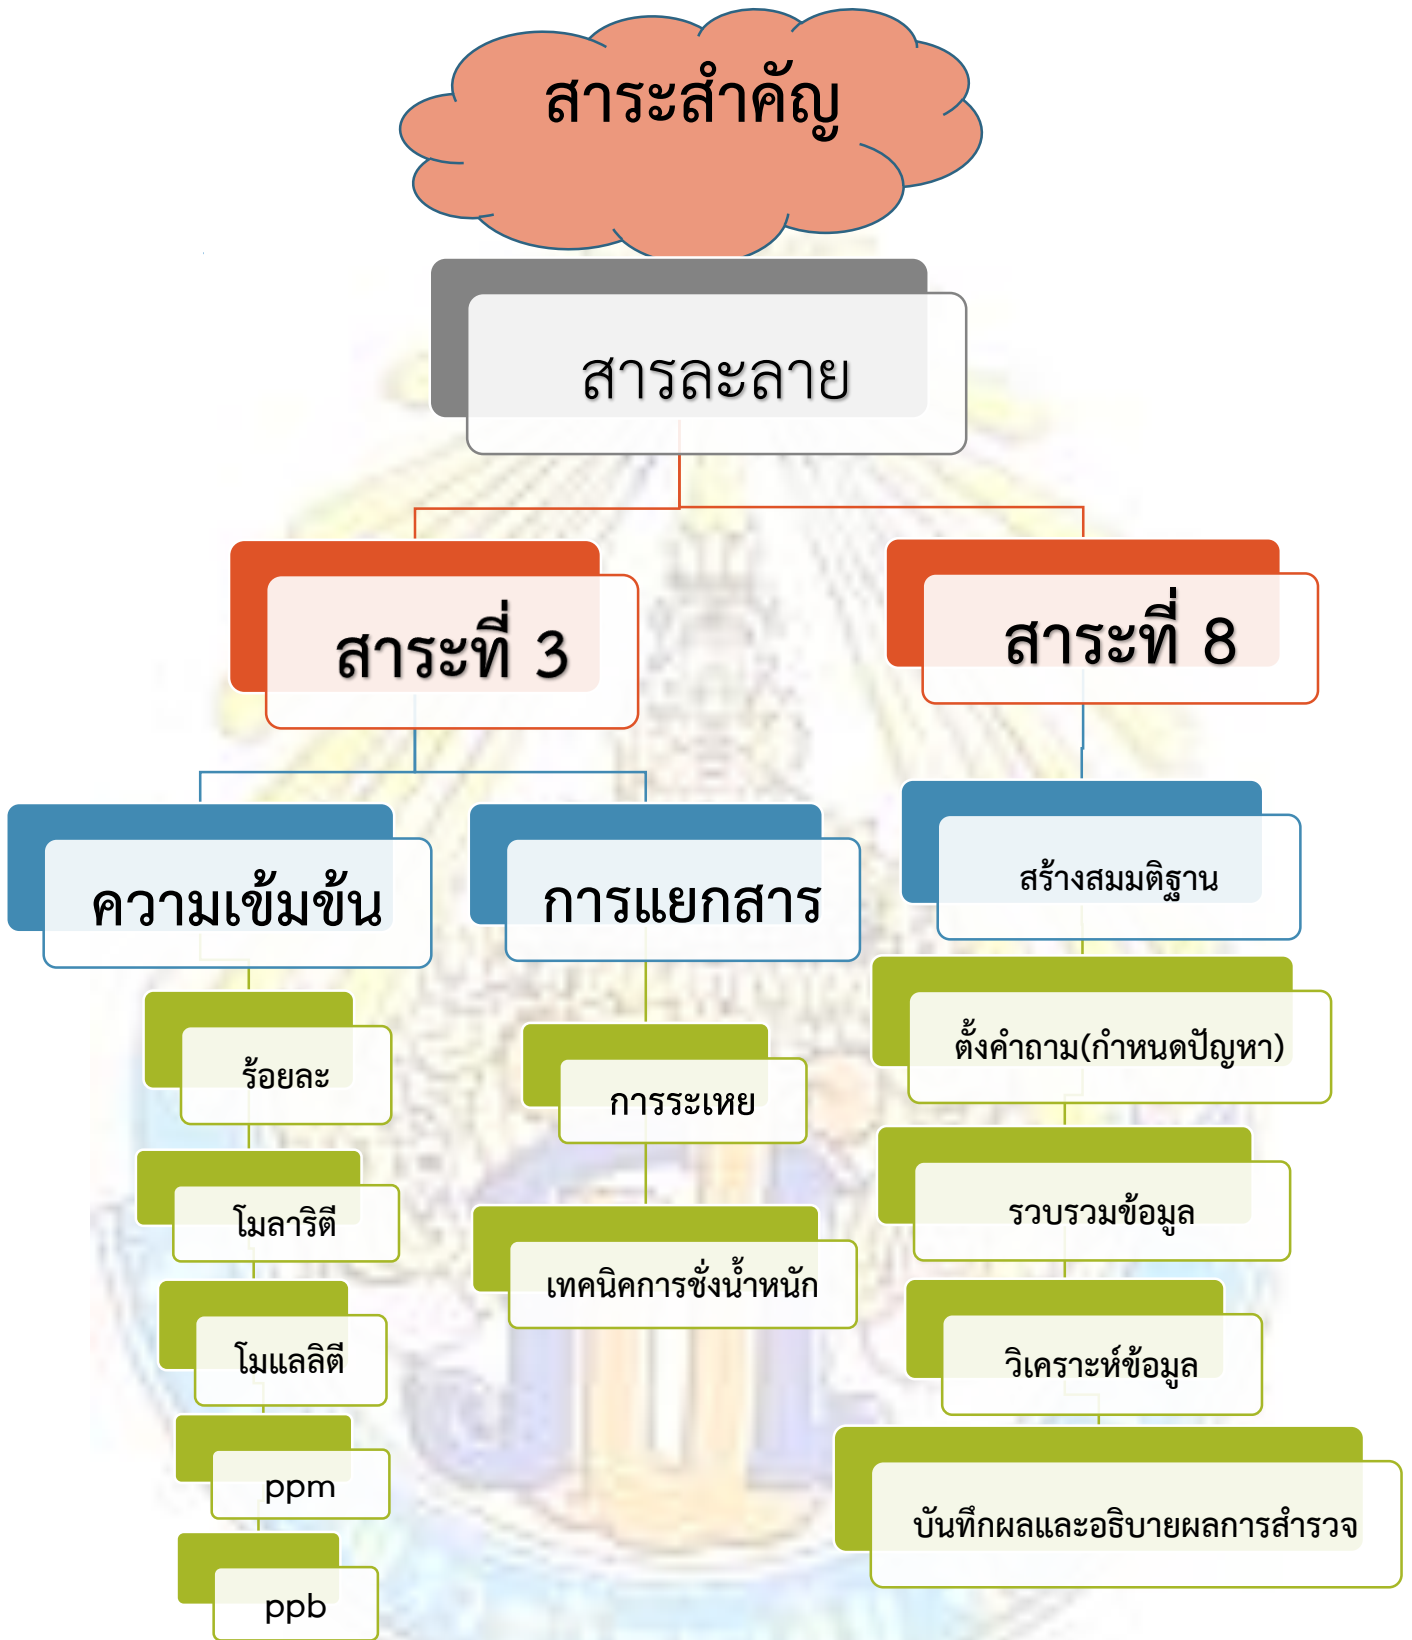 สาระสำคัญ
สารละลาย
สาระที่ 3
สาระที่ 8
ความเข้มข้น
การแยกสาร
สร้างสมมติฐาน
ร้อยละ
โมลาริตี
โมแลลิตี
ppm
ppb
การระเหย
เทคนิคการชั่งน้ำหนัก
ตั้งคำถาม(กำหนดปัญหา)
รวบรวมข้อมูล
วิเคราะห์ข้อมูล
บันทึกผลและอธิบายผลการสำรวจ